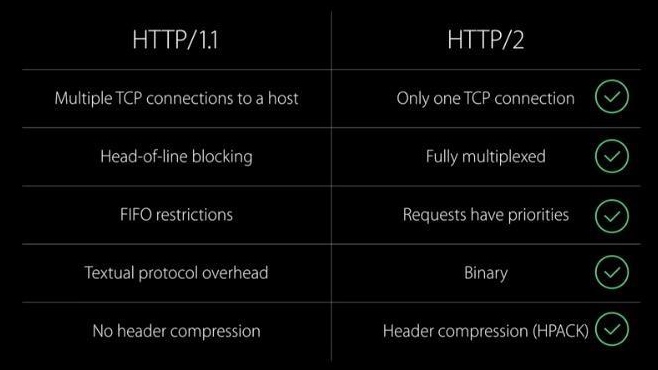 HTTP/1.1
HTTP/2
Multiple TCP connections to a host
Only one TCP connection
Head-of-line blocking
Fully multiplexed
FIFO restrictions
Requests have priorities
Textual protocol overhead
Binary
No header compression
Header compression (HPACK)